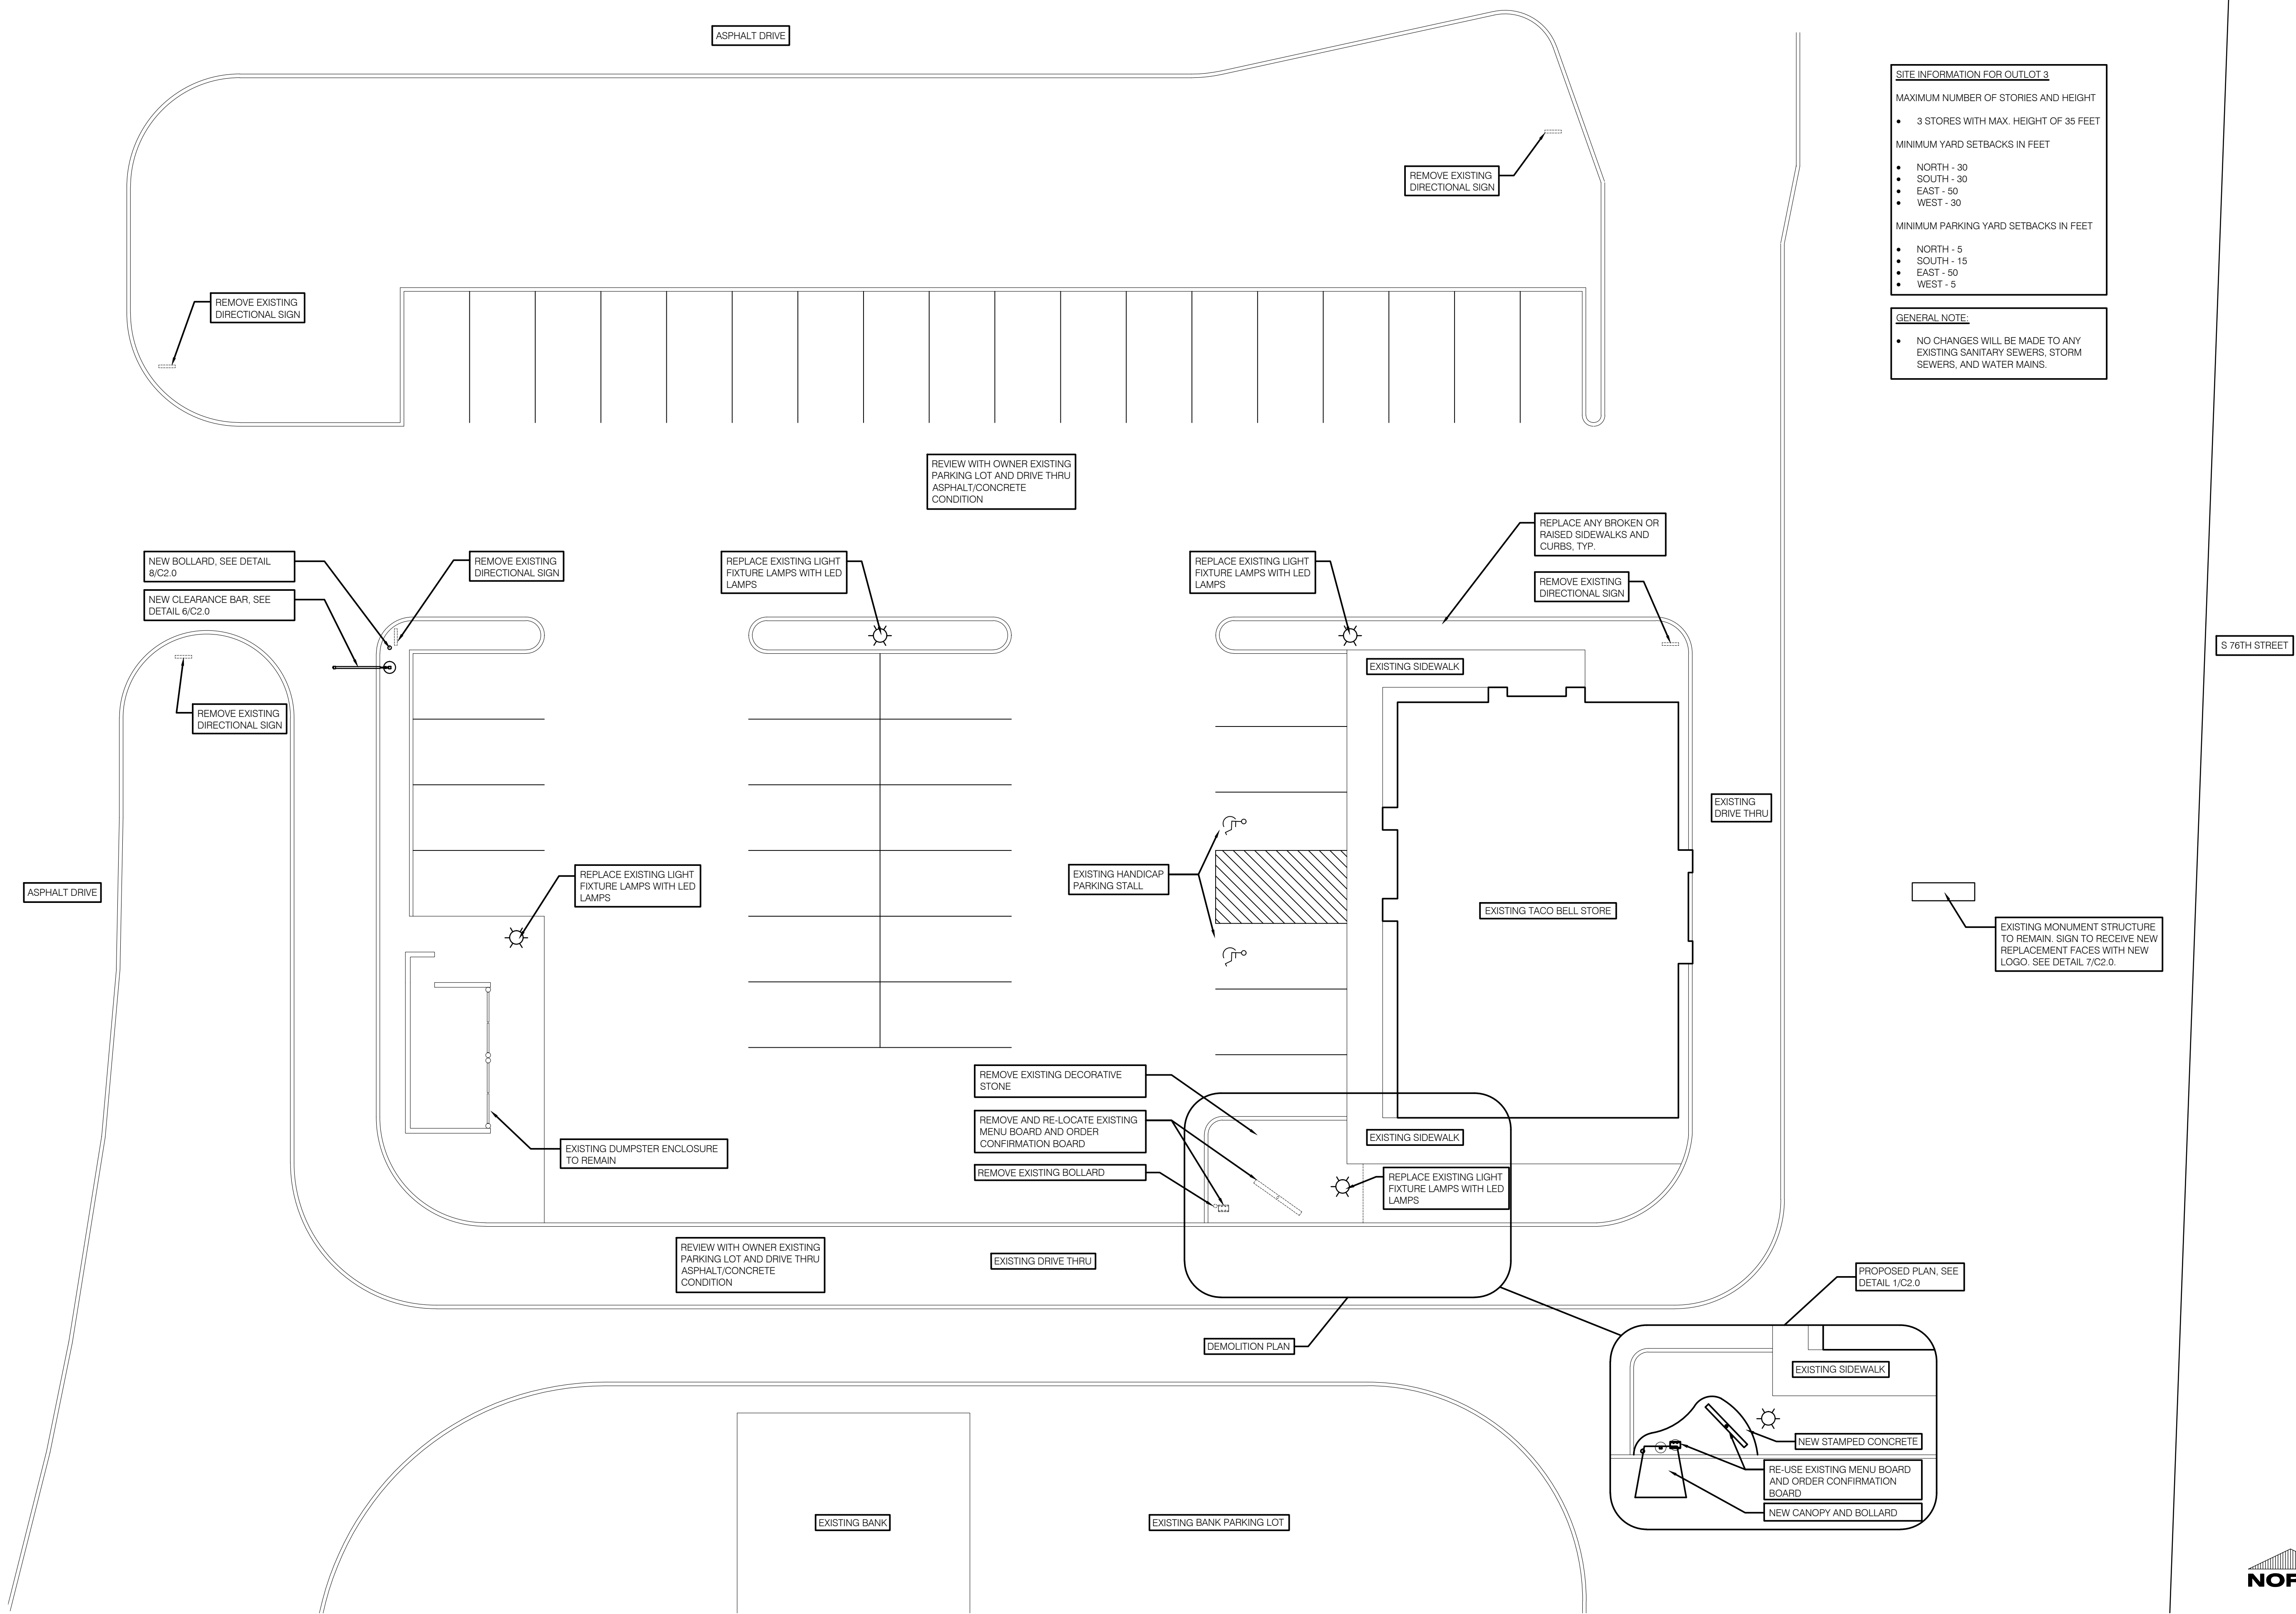 ASPHALT DRIVE
SITE INFORMATION FOR OUTLOT 3
MAXIMUM NUMBER OF STORIES AND HEIGHT
● 3 STORES WITH MAX. HEIGHT OF 35 FEET
MINIMUM YARD SETBACKS IN FEET
● NORTH - 30
● SOUTH - 30
● EAST - 50
● WEST - 30
MINIMUM PARKING YARD SETBACKS IN FEET
● NORTH - 5
● SOUTH - 15
● EAST - 50
● WEST - 5
GENERAL NOTE:
● NO CHANGES WILL BE MADE TO ANY
EXISTING SANITARY SEWERS, STORM
SEWERS, AND WATER MAINS.
REMOVE EXISTING
DIRECTIONAL SIGN
REMOVE EXISTING
DIRECTIONAL SIGN
REVIEW WITH OWNER EXISTING
PARKING LOT AND DRIVE THRU
ASPHALT/CONCRETE
CONDITION
REPLACE ANY BROKEN OR
RAISED SIDEWALKS AND
CURBS, TYP.
NEW BOLLARD, SEE DETAIL
8/C2.0
REMOVE EXISTING
DIRECTIONAL SIGN
REPLACE EXISTING LIGHT
FIXTURE LAMPS WITH LED
LAMPS
REPLACE EXISTING LIGHT
FIXTURE LAMPS WITH LED
LAMPS
REMOVE EXISTING
DIRECTIONAL SIGN
NEW CLEARANCE BAR, SEE
DETAIL 6/C2.0
S 76TH STREET
EXISTING SIDEWALK
REMOVE EXISTING
DIRECTIONAL SIGN
EXISTING
DRIVE THRU
ASPHALT DRIVE
REPLACE EXISTING LIGHT
FIXTURE LAMPS WITH LED
LAMPS
EXISTING HANDICAP
PARKING STALL
EXISTING TACO BELL STORE
EXISTING MONUMENT STRUCTURE
TO REMAIN. SIGN TO RECEIVE NEW
REPLACEMENT FACES WITH NEW
LOGO. SEE DETAIL 7/C2.0.
REMOVE EXISTING DECORATIVE
STONE
REMOVE AND RE-LOCATE EXISTING
MENU BOARD AND ORDER
CONFIRMATION BOARD
EXISTING SIDEWALK
EXISTING DUMPSTER ENCLOSURE
TO REMAIN
REMOVE EXISTING BOLLARD
REPLACE EXISTING LIGHT
FIXTURE LAMPS WITH LED
LAMPS
REVIEW WITH OWNER EXISTING
PARKING LOT AND DRIVE THRU
ASPHALT/CONCRETE
CONDITION
EXISTING DRIVE THRU
PROPOSED PLAN, SEE
DETAIL 1/C2.0
DEMOLITION PLAN
EXISTING SIDEWALK
NEW STAMPED CONCRETE
RE-USE EXISTING MENU BOARD
AND ORDER CONFIRMATION
BOARD
NEW CANOPY AND BOLLARD
EXISTING BANK
EXISTING BANK PARKING LOT